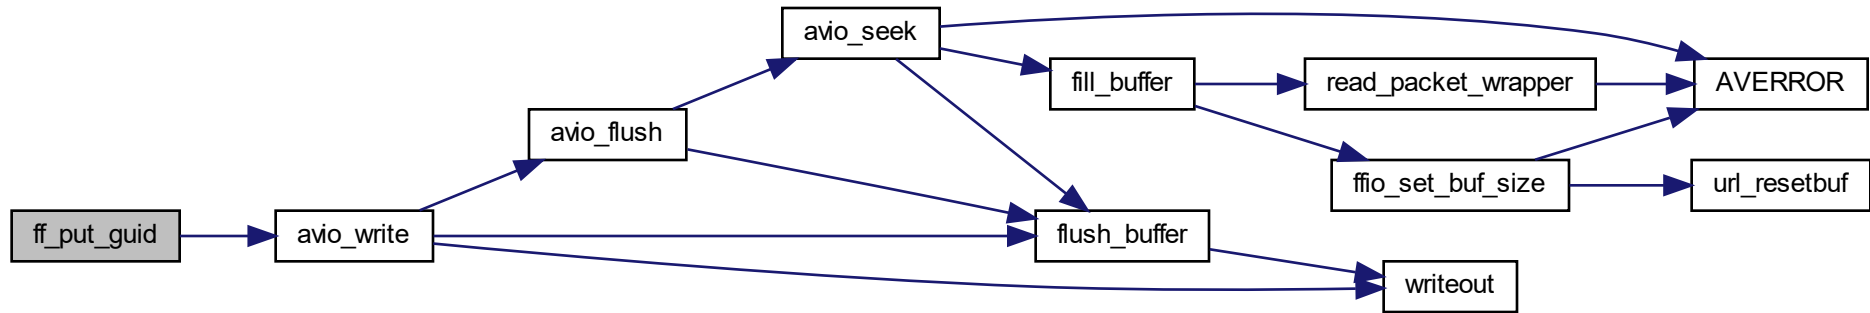 ff_put_guid
avio_write
avio_flush
avio_seek
fill_buffer
flush_buffer
read_packet_wrapper
ffio_set_buf_size
writeout
AVERROR
url_resetbuf